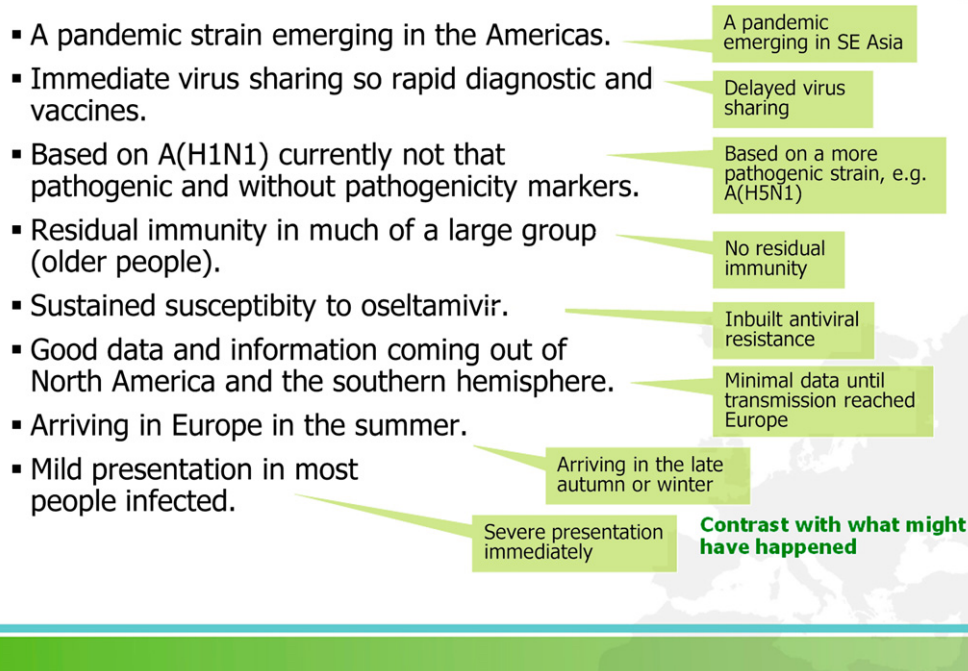 ▪ A pandemic strain emerging in the Americas.
A pandemic
emerging in SE Asia
▪ Immediate virus sharing so rapid diagnostic and
vaccines.
Delayed virus
sharing
▪ Based on A(H1N1) currently not that
pathogenic and without pathogenicity markers.
Based on a more
pathogenic strain, e.g.
A(H5N1)
▪ Residual immunity in much of a large group
(older people).
No residual
immunity
▪ Sustained susceptibity to oseltamivir.
Inbuilt antiviral
resistance
▪ Good data and information coming out of
North America and the southern hemisphere.
Minimal data until
transmission reached
Europe
▪ Arriving in Europe in the summer.
Arriving in the late
autumn or winter
▪ Mild presentation in most
people infected.
Severe presentation
immediately
Contrast with what might
have happened